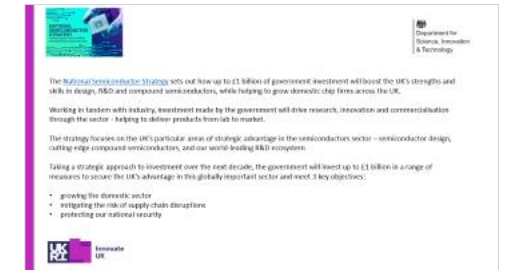 NATIONAL
SEMICONDUCTOR
STRATEGY
Department for
Science, Innovation
& Technology
The National Semiconductor Strategy sets out how up to £1 billion of government investment will boost the UK's strengths and
skills in design, R&D and compound semiconductors, while helping to grow domestic chip firms across the UK.
Working in tandem with industry, investment made by the government will drive research, innovation and commercialisation
through the sector - helping to deliver products from lab to market.
The strategy focuses on the UK's particular areas of strategic advantage in the semiconductors sector – semiconductor design,
cutting-edge compound semiconductors, and our world-leading R&D ecosystem
Taking a strategic approach to investment over the next decade, the government will invest up to £1 billion in a range of
measures to secure the UK's advantage in this globally important sector and meet 3 key objectives:
• growing the domestic sector
• mitigating the risk of supply chain disruptions
• protecting our national security
UK
RI
Innovate
UK